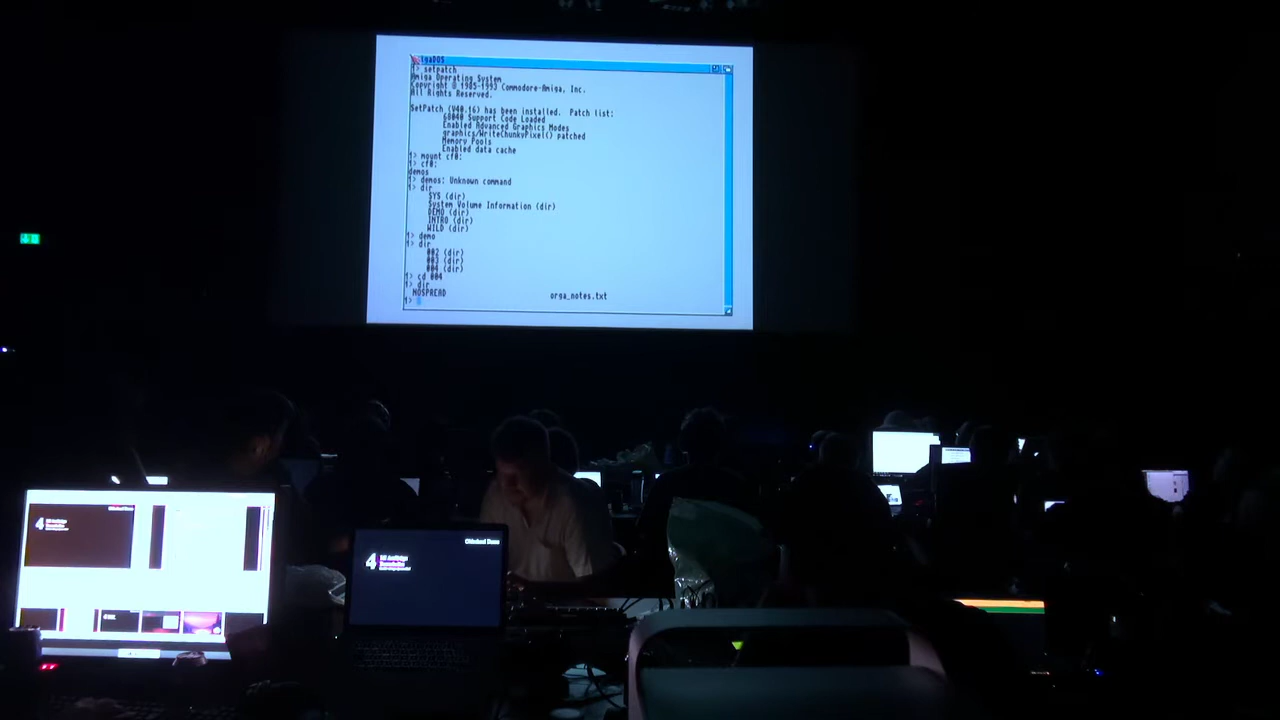 AmigaDOS
1> setpatch
Amiga Operating System
Copyright © 1985-1993 Commodore-Amiga, Inc.
All Rights Reserved.
SetPatch (V40.16) has been installed.  Patch list:
68040 Support Code Loaded
Enabled Advanced Graphics Modes
graphics/WriteChunkyPixel() patched
Memory Pools
Enabled data cache
1> mount cf0:
1> cf0:
demos
1> demos: Unknown command
1> dir
SYS (dir)
System Volume Information (dir)
DEMO (dir)
INTRO (dir)
WILD (dir)
1> demo
1> dir
002 (dir)
003 (dir)
004 (dir)
1> cd 004
1> dir
NOSPREAD orga_notes.txt
1>
4
4